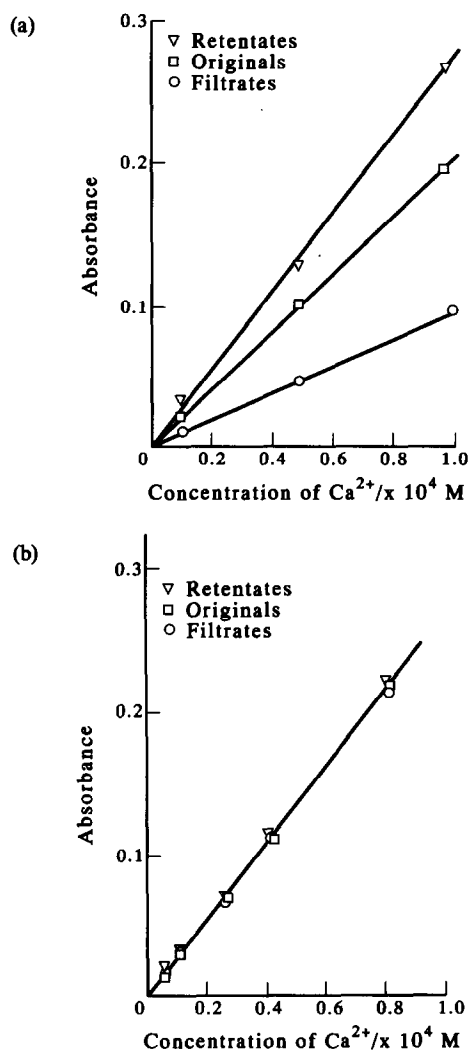 (a)
0.3
▽ Retentates
□ Originals
○ Filtrates
0.2
Absorbance
0.1
0 0.2 0.4 0.6 0.8 1.0
Concentration of Ca²⁺/x 10⁴ M
(b)
0.3
▽ Retentates
□ Originals
○ Filtrates
0.2
Absorbance
0.1
0 0.2 0.4 0.6 0.8 1.0
Concentration of Ca²⁺/x 10⁴ M